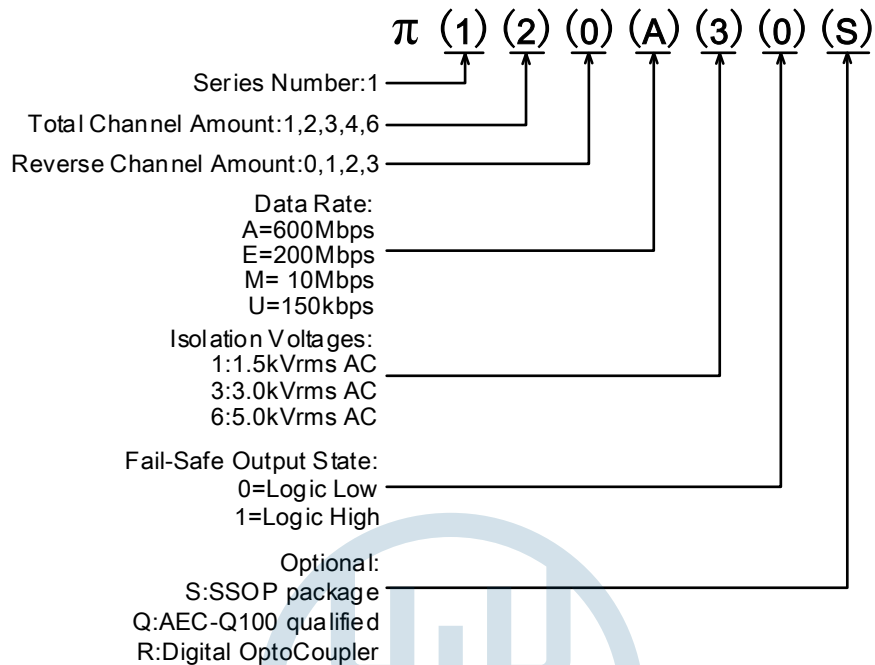 π (1) (2) (0) (A) (3) (0) (S)
Series Number:1
Total Channel Amount:1,2,3,4,6
Reverse Channel Amount:0,1,2,3
Data Rate:
A=600Mbps
E=200Mbps
M= 10Mbps
U=150kbps
Isolation Voltages:
1:1.5kVrms AC
3:3.0kVrms AC
6:5.0kVrms AC
Fail-Safe Output State:
0=Logic Low
1=Logic High
Optional:
S:SSOP package
Q:AEC-Q100 qualified
R:Digital OptoCoupler